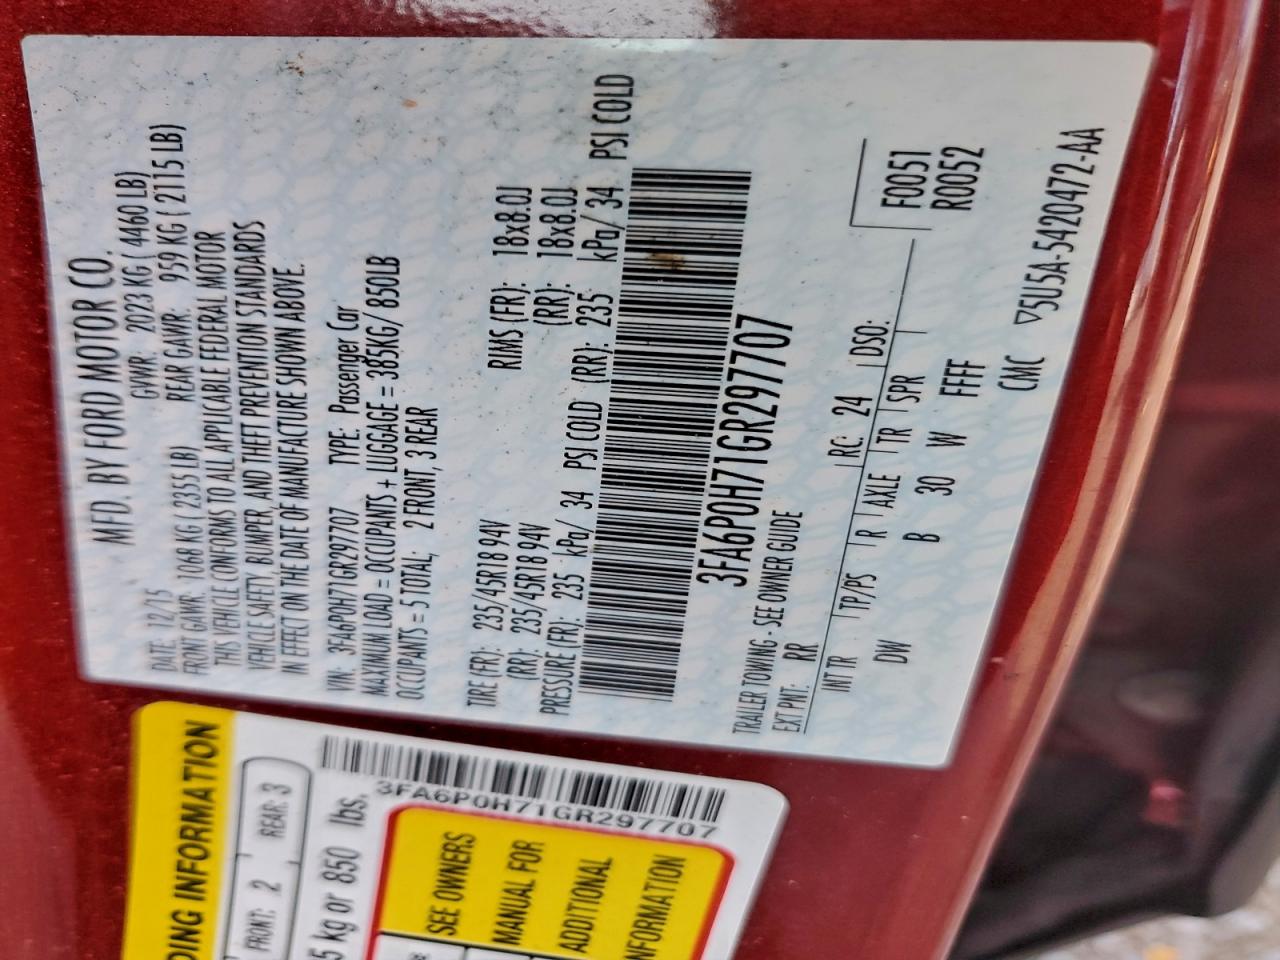 MFD. BY FORD MOTOR CO.
DATE: 12/15 GVWR: 2023 KG ( 4460 LB)
FRONT GAWR: 1068 KG ( 2355 LB) REAR GAWR: 959 KG ( 2115 LB)
THIS VEHICLE CONFORMS TO ALL APPLICABLE FEDERAL MOTOR
VEHICLE SAFETY, BUMPER, AND THEFT PREVENTION STANDARDS
IN EFFECT ON THE DATE OF MANUFACTURE SHOWN ABOVE.
VIN: 3FA6P0H71GR297707 TYPE: Passenger Car
MAXIMUM LOAD = OCCUPANTS + LUGGAGE = 385KG/ 850LB
OCCUPANTS = 5 TOTAL; 2 FRONT, 3 REAR
TIRE (FR): 235/45R18 94V RIMS (FR): 18x8.0J
(RR): 235/45R18 94V (RR): 18x8.0J
PRESSURE (FR): 235 kPa/ 34 PSI COLD (RR): 235 kPa/ 34 PSI COLD
3FA6P0H71GR297707
TRAILER TOWING - SEE OWNER GUIDE
EXT PNT: RR RC: 24 DSO:
INT TR TP/PS R AXLE TR SPR
DW B 30 W FFFF
F0051
R0052
CMC ▽5U5A-5420472-AA
DING INFORMATION
FRONT: 2 REAR: 3
5 kg or 850 lbs.
3FA6P0H71GR297707
SEE OWNERS
MANUAL FOR
ADDITIONAL
NFORMATION